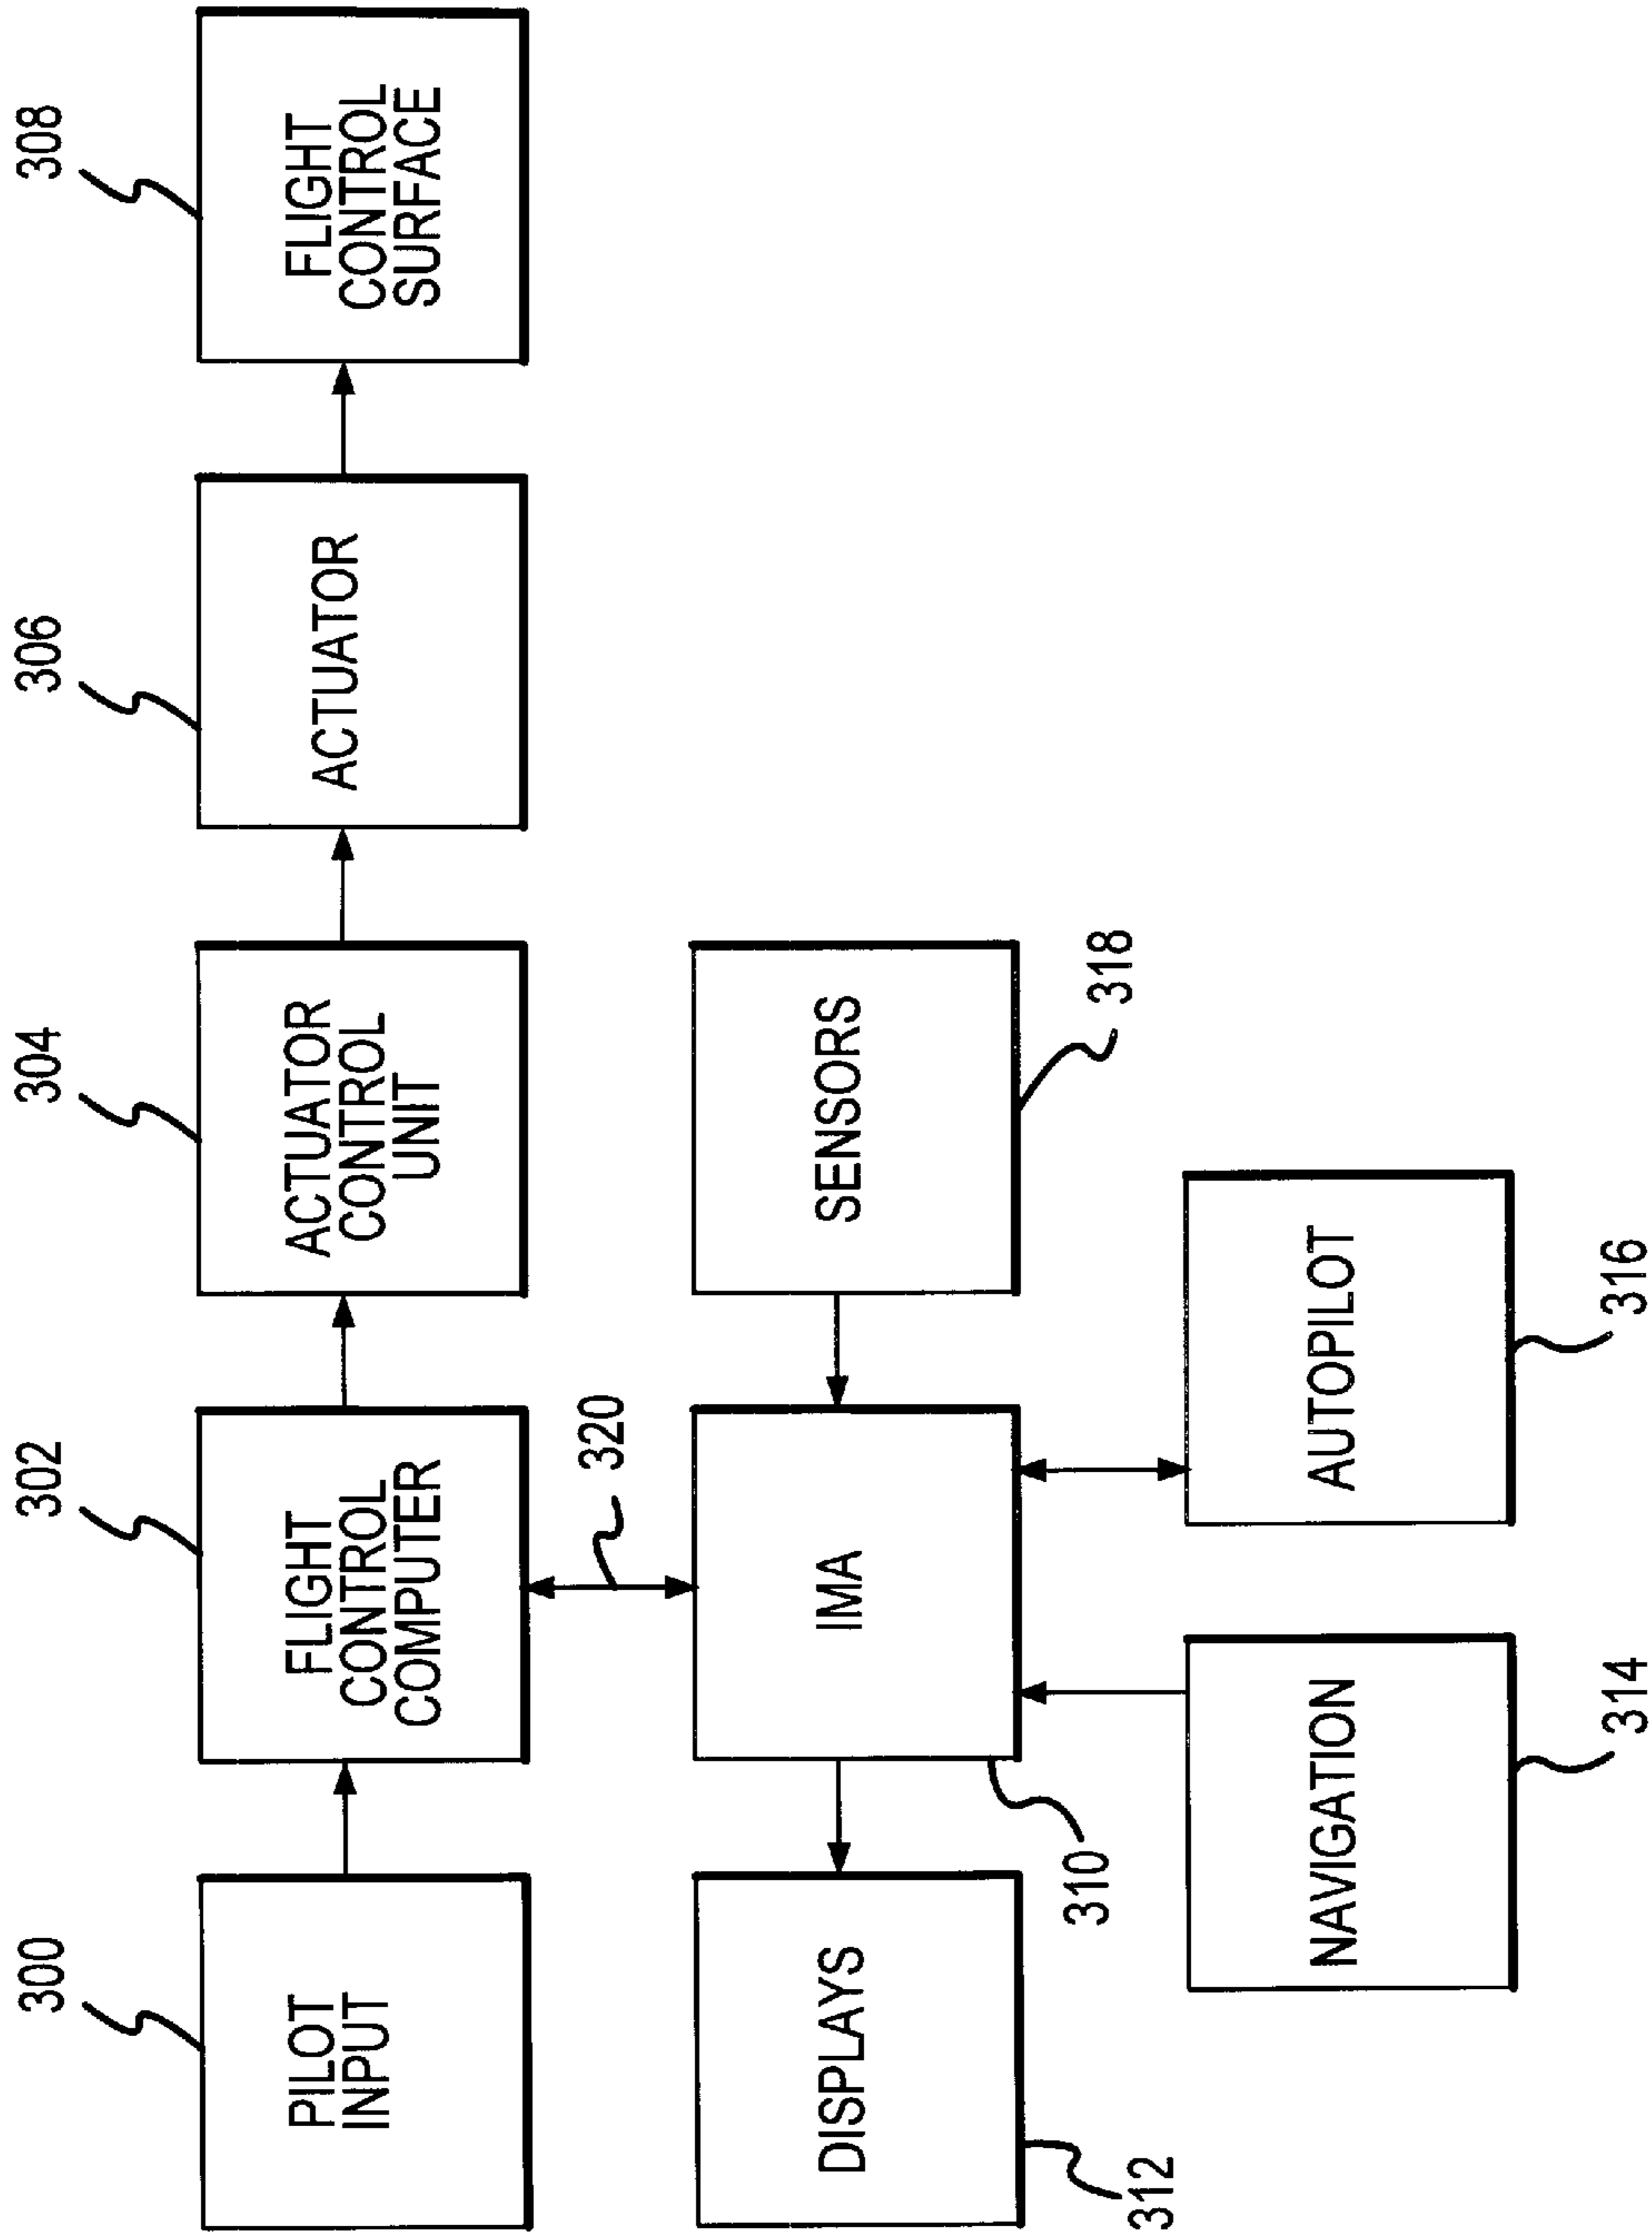 300
PILOT
INPUT
302
FLIGHT
CONTROL
COMPUTER
304
ACTUATOR
CONTROL
UNIT
306
ACTUATOR
308
FLIGHT
CONTROL
SURFACE
320
DISPLAYS
312
IMA
310
SENSORS
318
NAVIGATION
314
AUTOPILOT
316